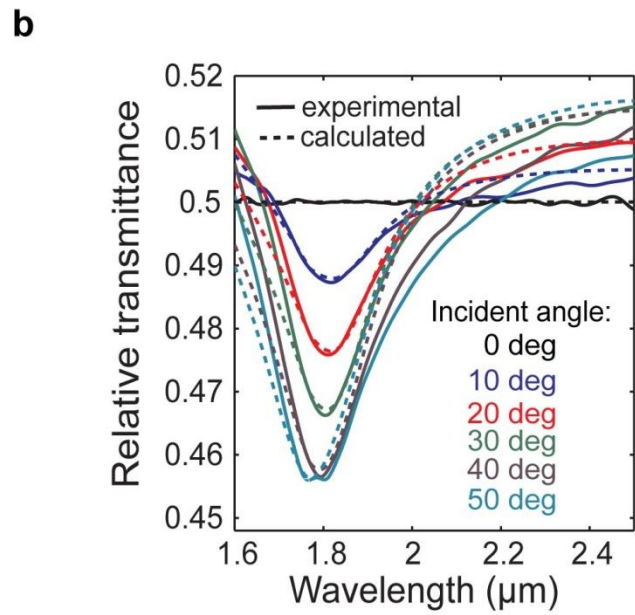 b
0.52
0.51
0.5
0.49
0.48
0.47
0.46
0.45
Relative transmittance
experimental
calculated
Incident angle:
0 deg
10 deg
20 deg
30 deg
40 deg
50 deg
1.6 1.8 2 2.2 2.4
Wavelength (μm)